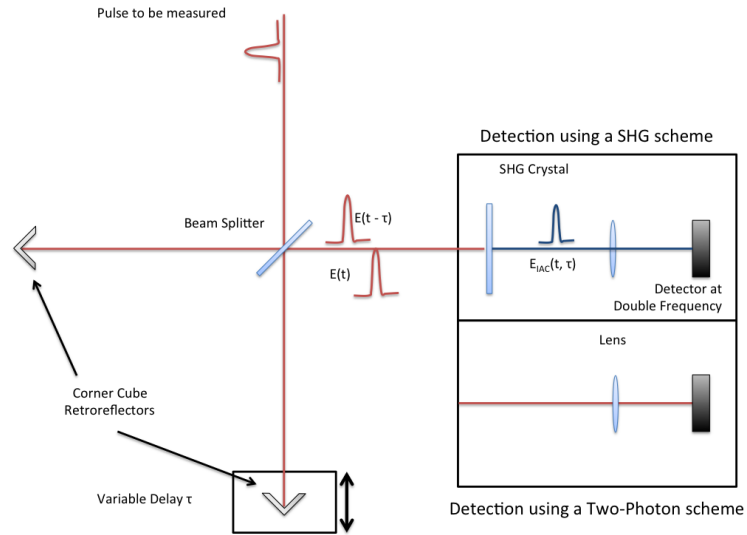 Pulse to be measured
Detection using a SHG scheme
SHG Crystal
Beam Splitter
E(t - τ)
E(t)
E_IAC(t, τ)
Detector at
Double Frequency
Lens
Corner Cube
Retroreflectors
Variable Delay τ
Detection using a Two-Photon scheme